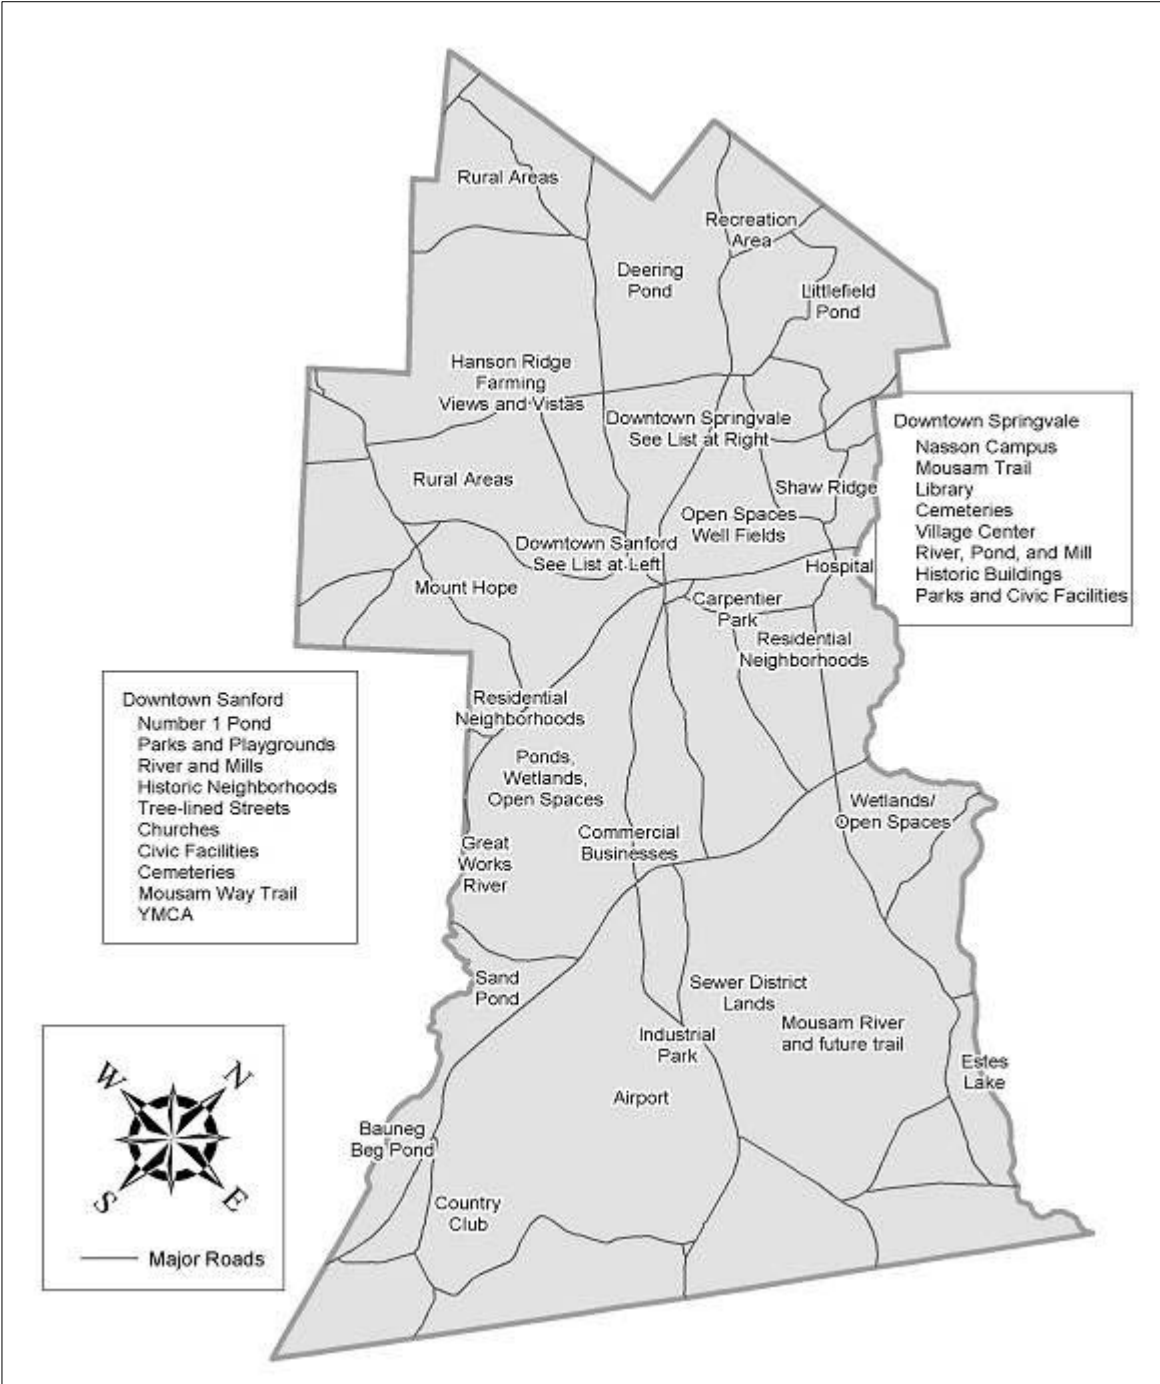 Rural Areas
Recreation
Area
Deering
Pond
Littlefield
Pond
Hanson Ridge
Farming
Views and Vistas
Downtown Springvale
See List at Right
Downtown Springvale
Nasson Campus
Mousam Trail
Library
Cemeteries
Village Center
River, Pond, and Mill
Historic Buildings
Parks and Civic Facilities
Rural Areas
Shaw Ridge
Open Spaces
Well Fields
Downtown Sanford
See List at Left
Hospital
Mount Hope
Carpentier
Park
Residential
Neighborhoods
Downtown Sanford
Number 1 Pond
Parks and Playgrounds
River and Mills
Historic Neighborhoods
Tree-lined Streets
Churches
Civic Facilities
Cemeteries
Mousam Way Trail
YMCA
Residential
Neighborhoods
Ponds,
Wetlands,
Open Spaces
Wetlands/
Open Spaces
Commercial
Businesses
Great
Works
River
Sand
Pond
Sewer District
Lands
Mousam River
and future trail
Industrial
Park
Estes
Lake
Airport
Bauneg
Beg Pond
Country
Club
W
N
S
E
Major Roads